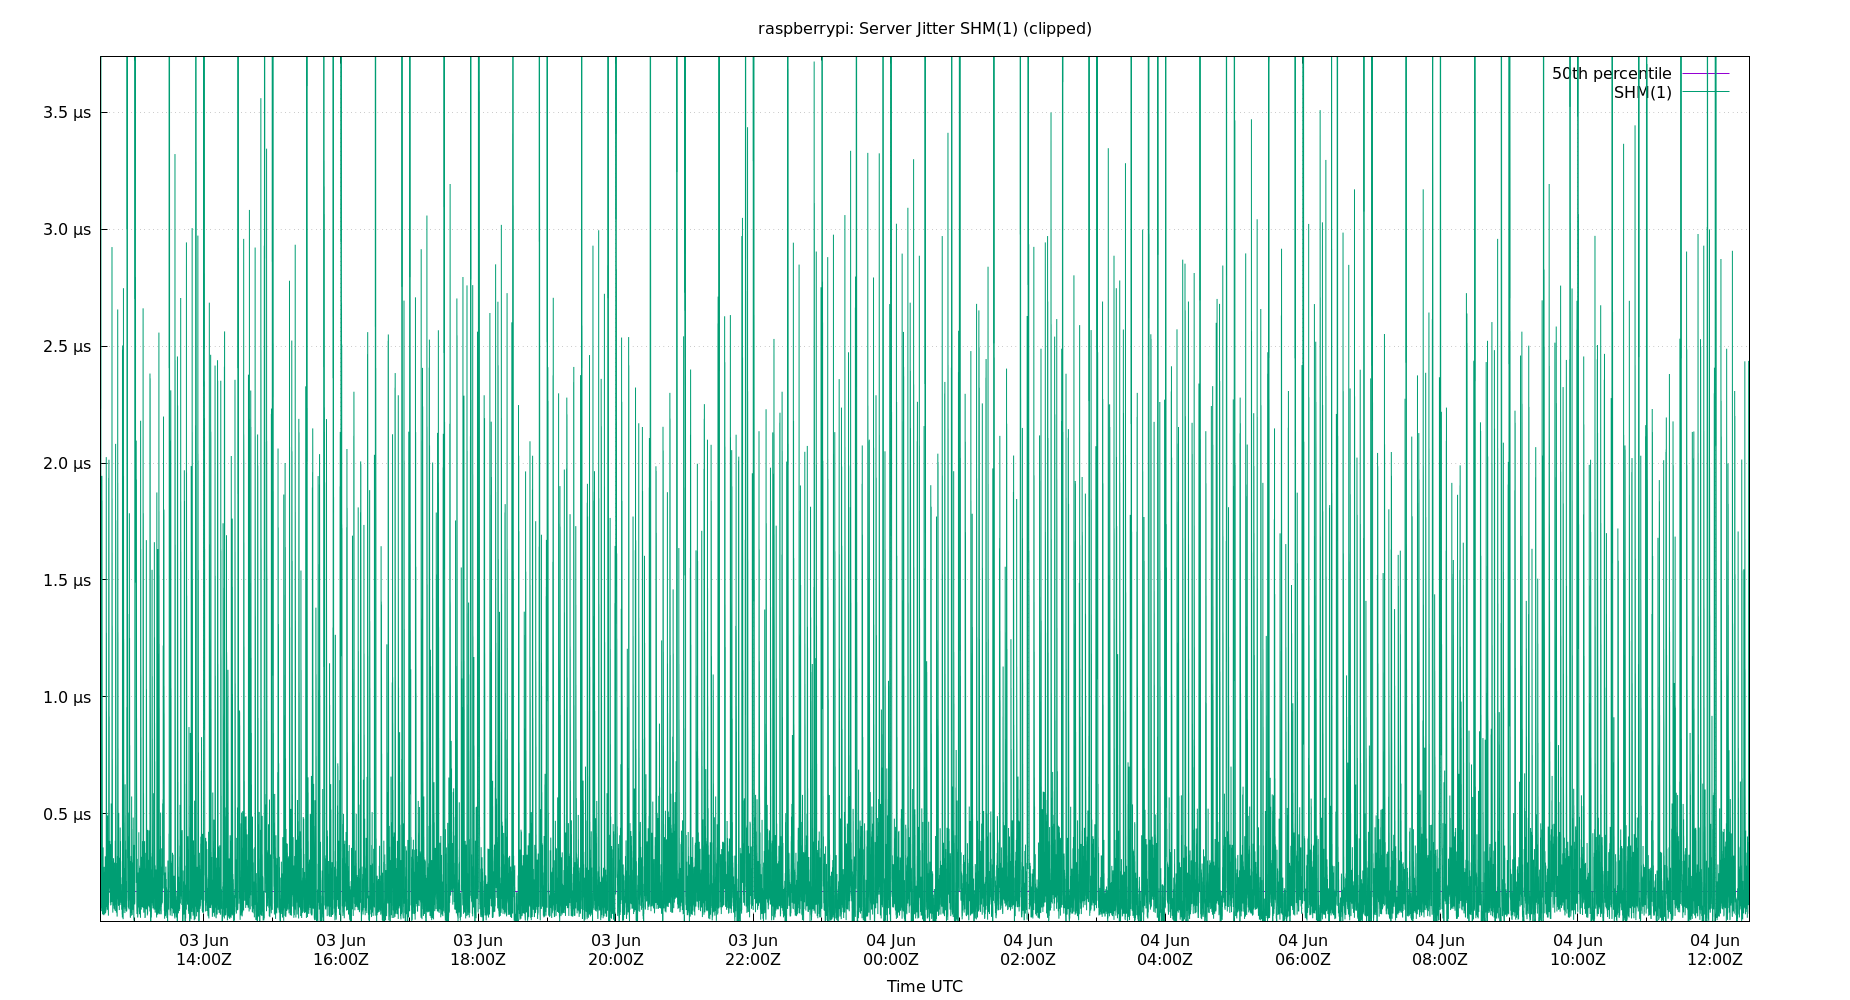 raspberrypi: Server Jitter SHM(1) (clipped)
50th percentile
SHM(1)
3.5 µs
3.0 µs
2.5 µs
2.0 µs
1.5 µs
1.0 µs
0.5 µs
03 Jun 03 Jun 03 Jun 03 Jun 03 Jun 04 Jun 04 Jun 04 Jun 04 Jun 04 Jun 04 Jun 04 Jun
14:00Z 16:00Z 18:00Z 20:00Z 22:00Z 00:00Z 02:00Z 04:00Z 06:00Z 08:00Z 10:00Z 12:00Z
Time UTC